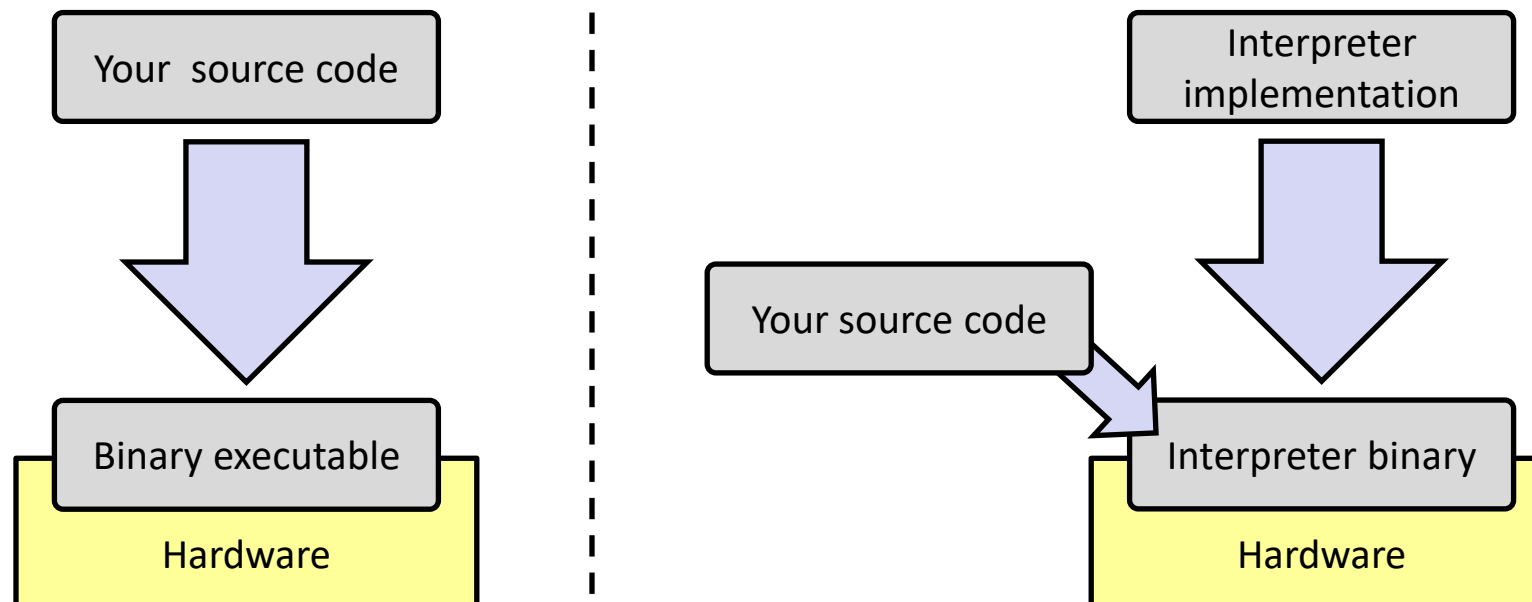 Your  source code
Binary executable
Hardware
Interpreter
implementation
Your source code
Interpreter binary
Hardware